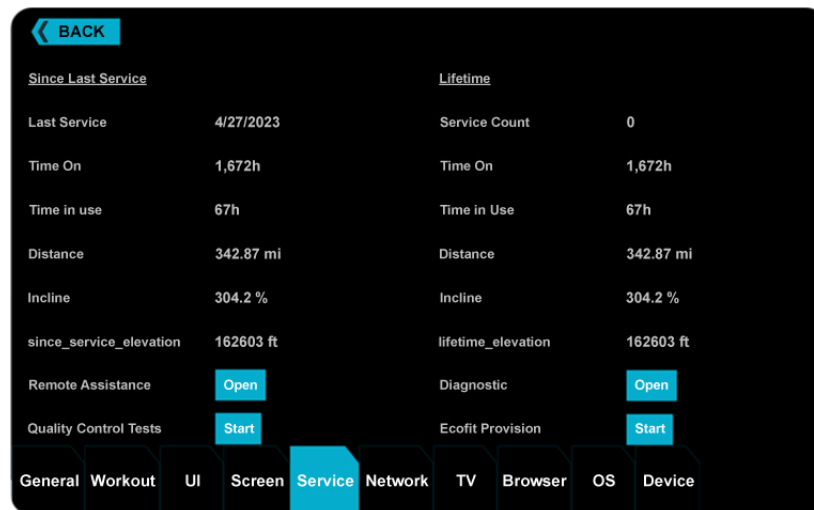 BACK
Since Last Service Lifetime
Last Service 4/27/2023 Service Count 0
Time On 1,672h Time On 1,672h
Time in use 67h Time in Use 67h
Distance 342.87 mi Distance 342.87 mi
Incline 304.2 % Incline 304.2 %
since_service_elevation 162603 ft lifetime_elevation 162603 ft
Remote Assistance Open Diagnostic Open
Quality Control Tests Start Ecofit Provision Start
General Workout UI Screen Service Network TV Browser OS Device